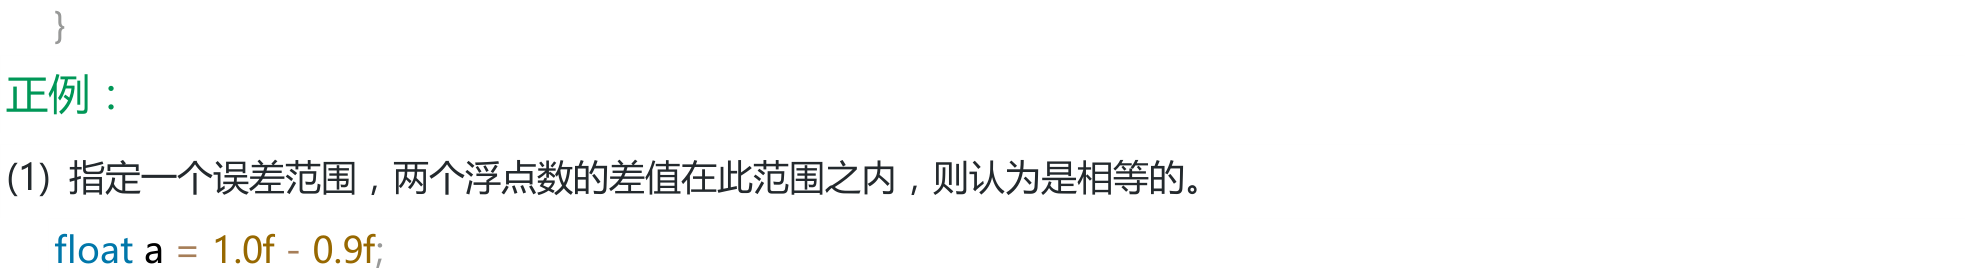 }
正例：
(1) 指定一个误差范围，两个浮点数的差值在此范围之内，则认为是相等的。
float a = 1.0f - 0.9f;